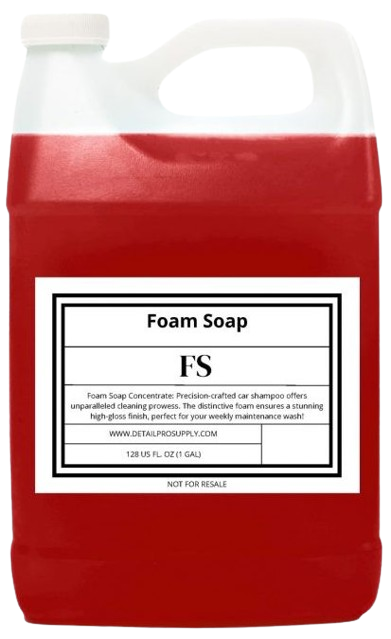 Foam Soap
FS
Foam Soap Concentrate: Precision-crafted car shampoo offers
unparalleled cleaning prowess. The distinctive foam ensures a stunning
high-gloss finish, perfect for your weekly maintenance wash!
WWW.DETAILPROSUPPLY.COM
128 US FL. OZ (1 GAL)
NOT FOR RESALE